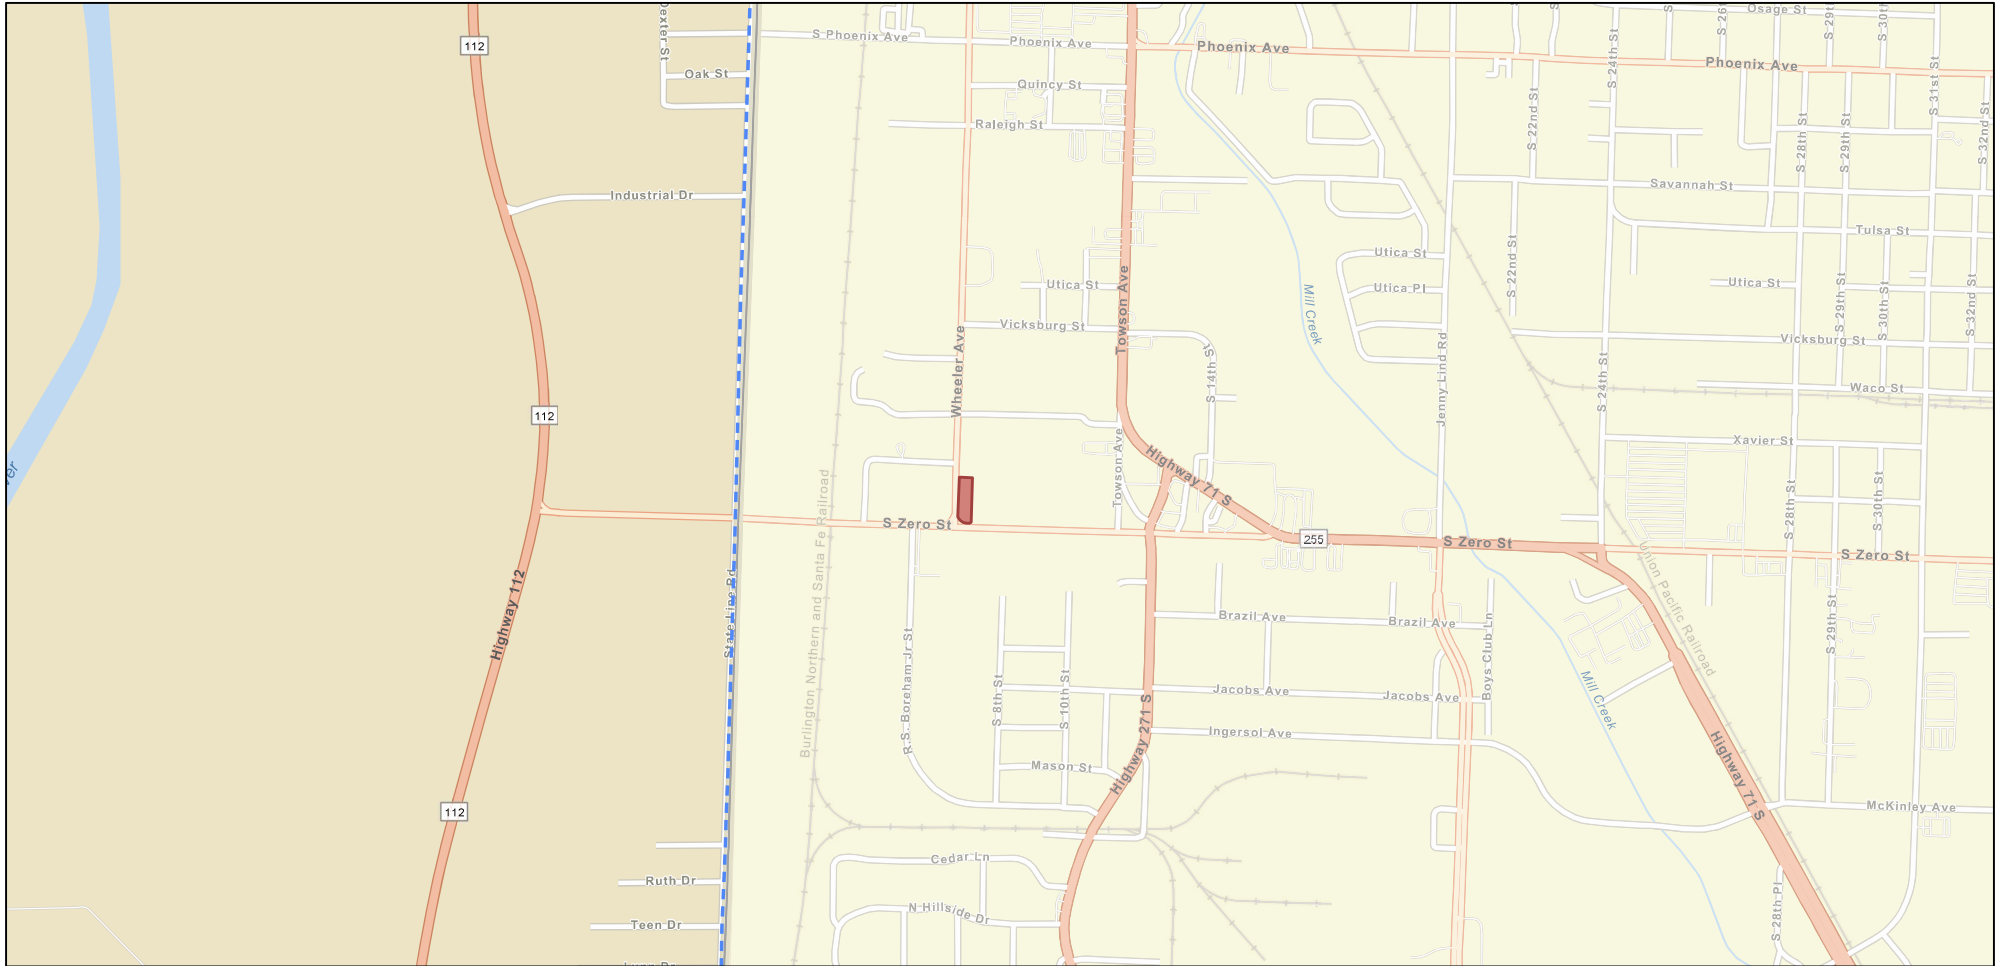 Dexter St
S Phoenix Ave
Phoenix Ave
Phoenix Ave
Phoenix Ave
Osage St
S 24th St
S 29th St
S 30th
S 31st St
112
Oak St
Quincy St
Raleigh St
S 22nd St
S 28th St
S 29th St
S 32nd St
Industrial Dr
Savannah St
Tulsa St
Utica St
Utica St
Utica Pl
Utica St
S 22nd St
S 29th St
S 30th St
S 32nd St
Mill Creek
Towson Ave
Vicksburg St
Vicksburg St
Wheeler Ave
S 14th St
Jenny Lind Rd
S 24th St
Waco St
112
Xavier St
Towson Ave
Highway 71 S
Burlington Northern and Santa Fe Railroad
S 28th St
S 30th St
S Zero St
255
S Zero St
S Zero St
Highway 112
State Line Rd
Union Pacific Railroad
Brazil Ave
Brazil Ave
Boys Club Ln
S 29th St
R.S. Boreham Jr St
S 8th St
S 10th St
Jacobs Ave
Jacobs Ave
Mill Creek
Highway 271 S
Ingersol Ave
Highway 71 S
Mason St
112
McKinley Ave
Cedar Ln
Ruth Dr
N Hillside Dr
Teen Dr
S 28th Pl